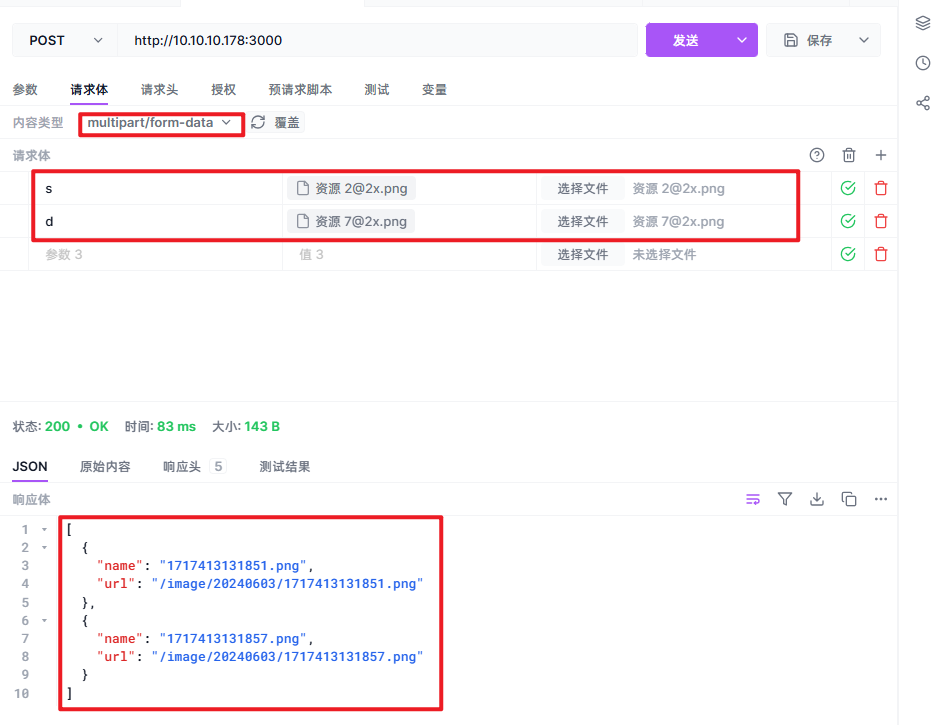 POST http://10.10.10.178:3000 发送 保存
参数 请求体 请求头 授权 预请求脚本 测试 变量
内容类型 multipart/form-data 覆盖
请求体
s 资源 2@2x.png 选择文件 资源 2@2x.png
d 资源 7@2x.png 选择文件 资源 7@2x.png
参数 3 值 3 选择文件 未选择文件
状态: 200 • OK 时间: 83 ms 大小: 143 B
JSON 原始内容 响应头 5 测试结果
响应体
1 [
2 {
3 "name": "1717413131851.png",
4 "url": "/image/20240603/1717413131851.png"
5 },
6 {
7 "name": "1717413131857.png",
8 "url": "/image/20240603/1717413131857.png"
9 }
10 ]